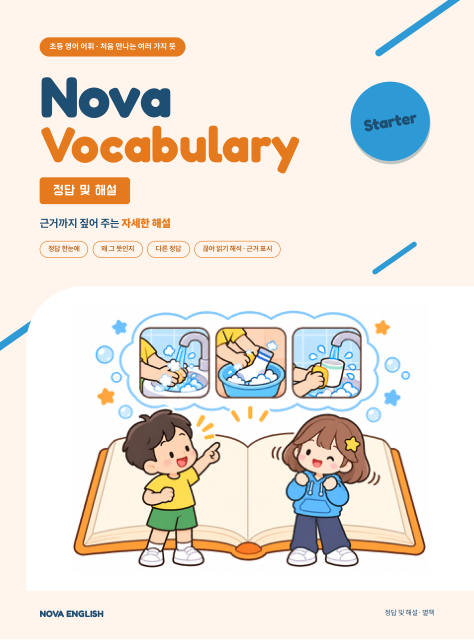 초등 영어 어휘 · 처음 만나는 여러 가지 뜻
Nova
Vocabulary
Starter
정답 및 해설
근거까지 짚어 주는 자세한 해설
정답 한눈에
왜 그 뜻인지
다른 정답
끊어 읽기 해석 · 근거 표시
NOVA ENGLISH
정답 및 해설 · 별책